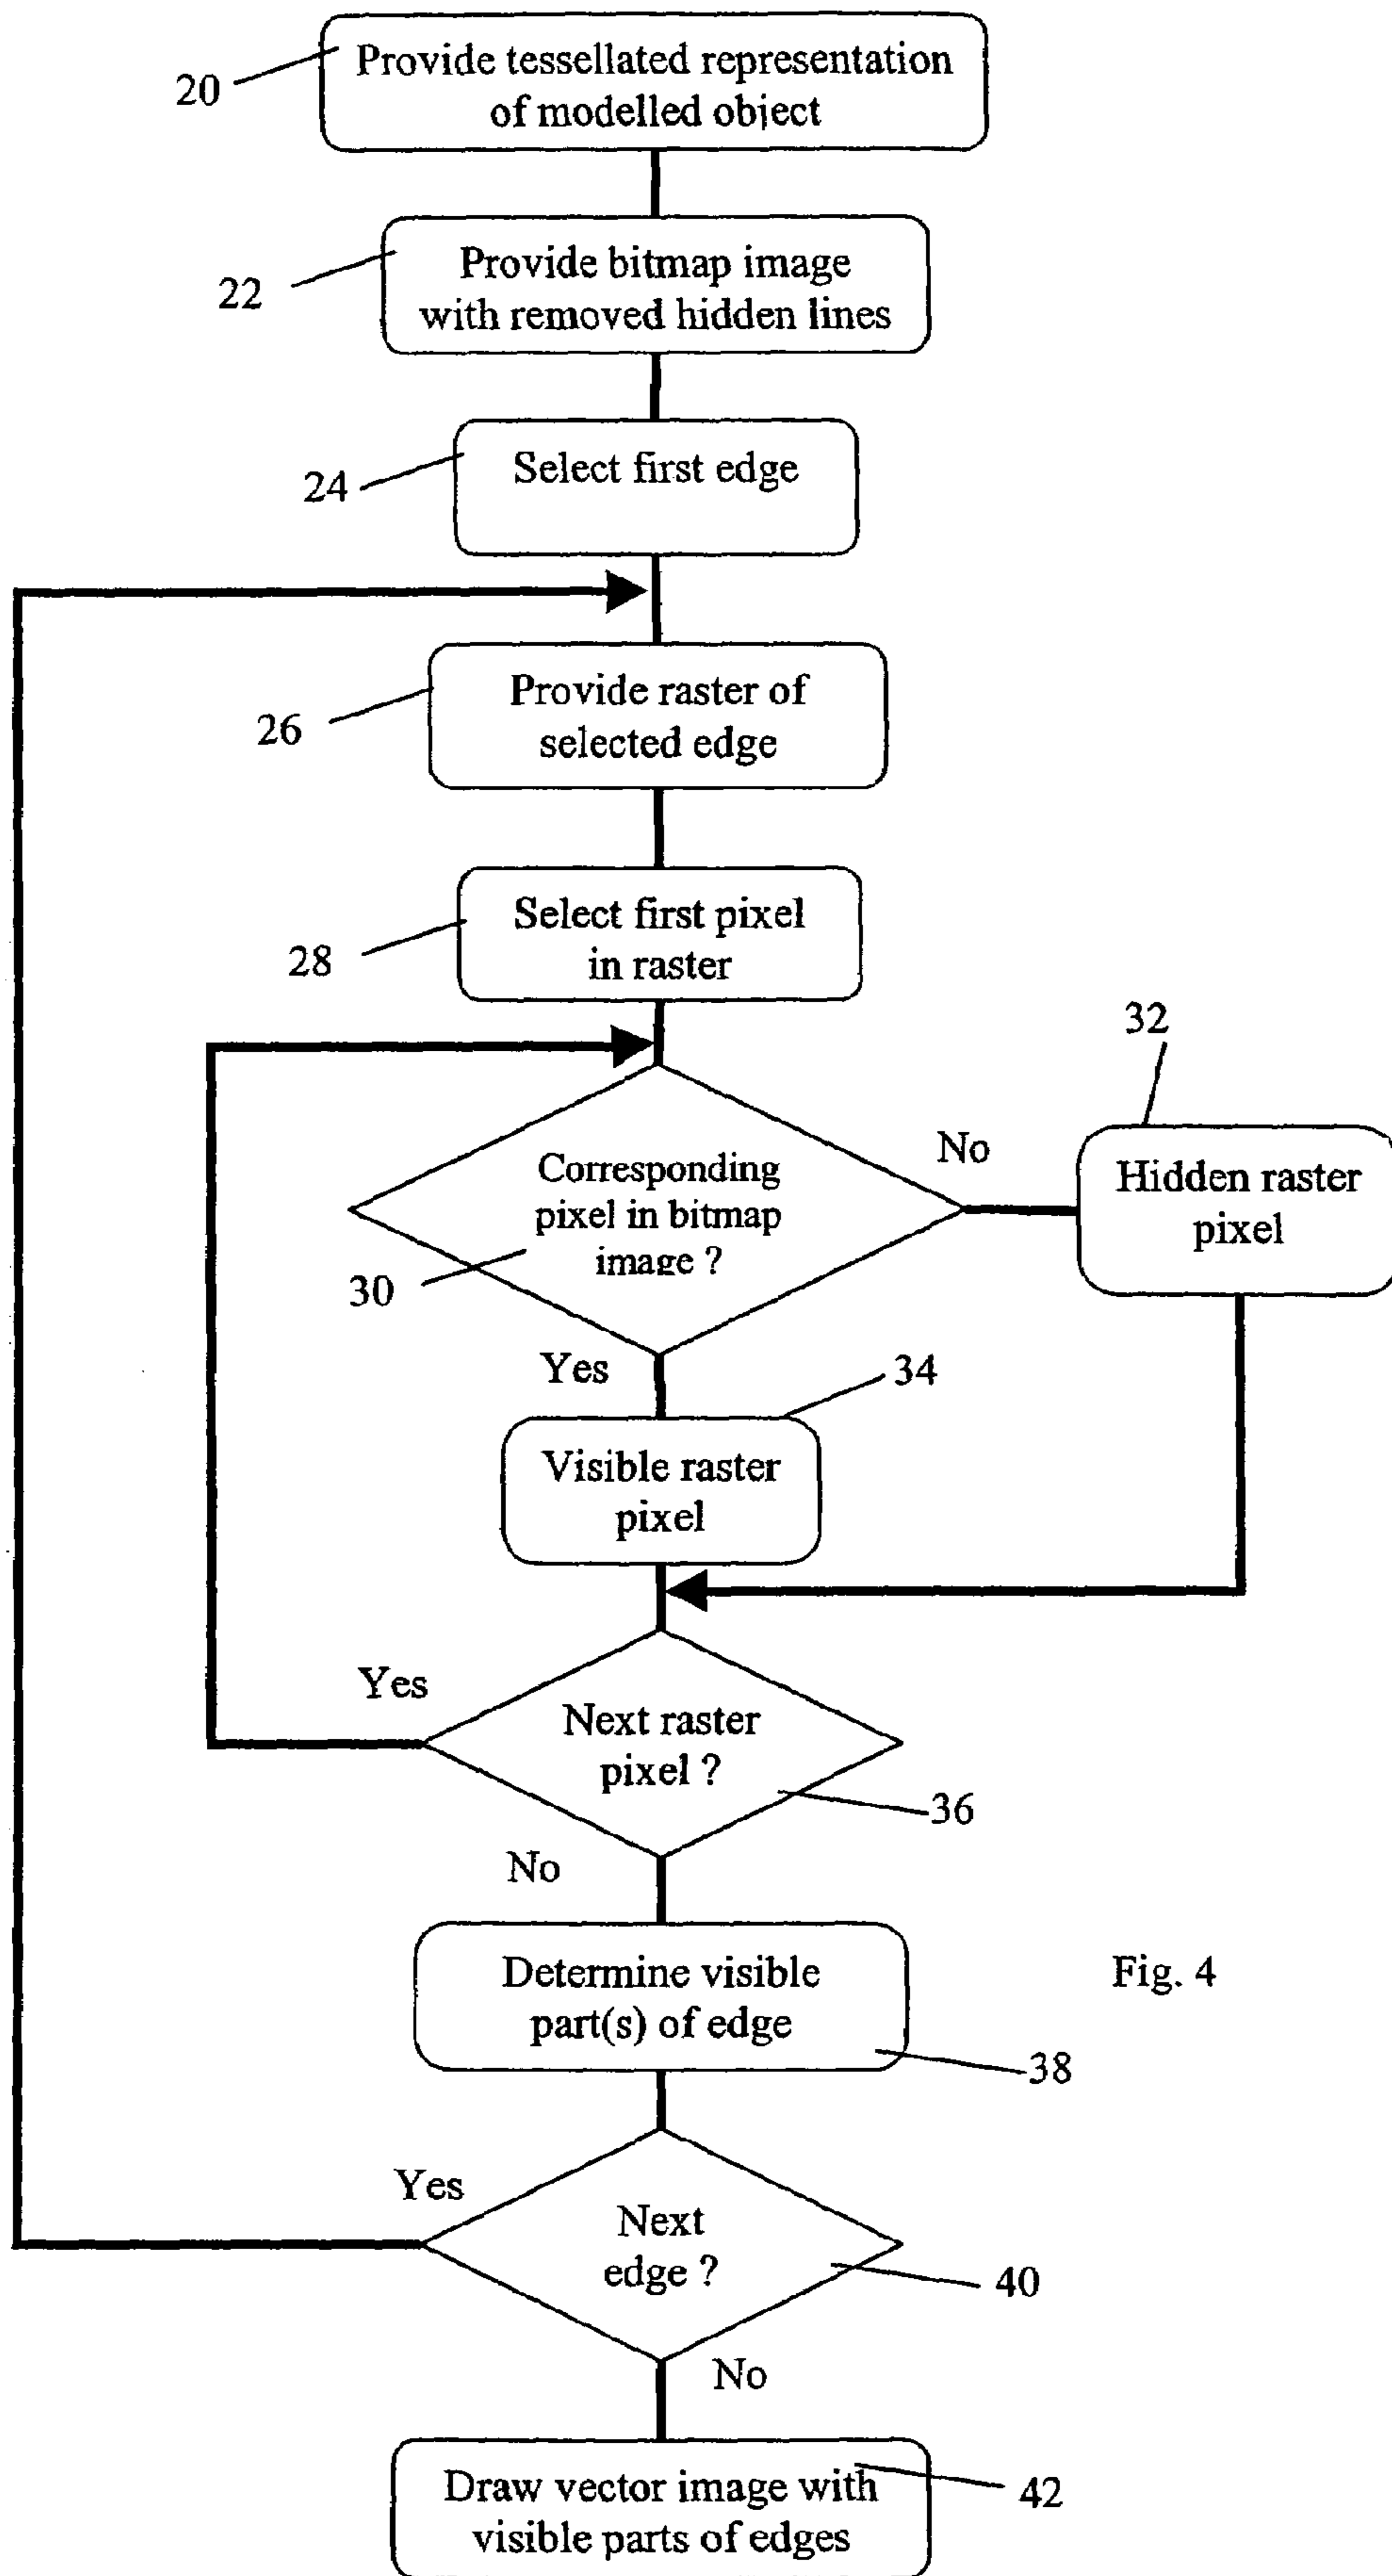 20
Provide tessellated representation
of modelled object
22
Provide bitmap image
with removed hidden lines
24
Select first edge
26
Provide raster of
selected edge
28
Select first pixel
in raster
30
Corresponding
pixel in bitmap
image ?
No
32
Hidden raster
pixel
Yes
34
Visible raster
pixel
Yes
Next raster
pixel ?
36
No
Determine visible
part(s) of edge
38
Fig. 4
Yes
Next
edge ?
40
No
Draw vector image with
visible parts of edges
42